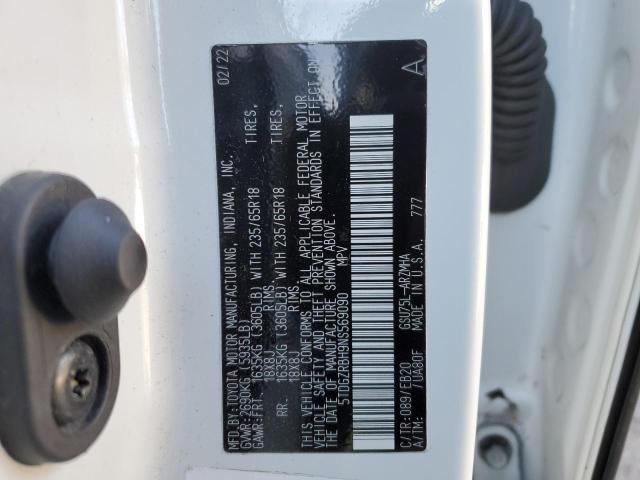 MFD.BY:TOYOTA MOTOR MANUFACTURING, INDIANA, INC. 02/22
GVWR:2690KG (5935LB)
GAWR:FRT. 1635KG (3605LB) WITH 235/65R18 TIRES,
18X8J RIMS,
RR. 1635KG (3605LB) WITH 235/65R18 TIRES,
18X8J RIMS.
THIS VEHICLE CONFORMS TO ALL APPLICABLE FEDERAL MOTOR
VEHICLE SAFETY AND THEFT PREVENTION STANDARDS IN EFFECT ON
THE DATE OF MANUFACTURE SHOWN ABOVE.
5TDGZRBH9NS569090 MPV
C/TR:089/EB20 GSU75L-ARZMHA
A/TM: /UA80F MADE IN U.S.A. 777
A